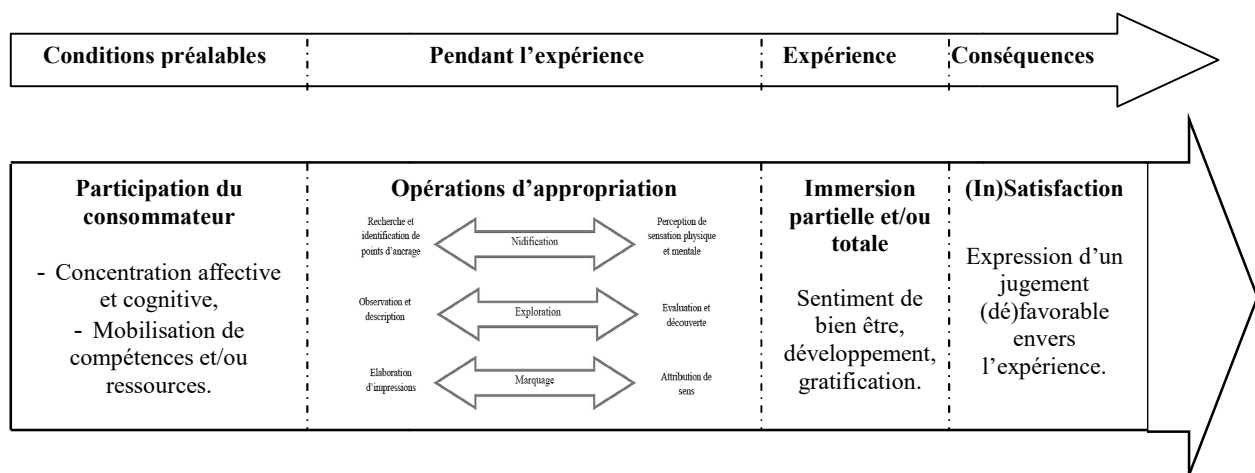 Conditions préalables
Pendant l’expérience
Expérience
Conséquences
Participation du
consommateur
- Concentration affective
et cognitive,
- Mobilisation de
compétences et/ou
ressources.
Opérations d’appropriation
Recherche et
identification de
points d’ancrage
Nidification
Perception de
sensation physique
et mentale
Observation et
description
Exploration
Evaluation et
découverte
Elaboration
d’impressions
Marquage
Attribution de
sens
Immersion
partielle et/ou
totale
Sentiment de
bien être,
développement,
gratification.
(In)Satisfaction
Expression d’un
jugement
(dé)favorable
envers
l’expérience.